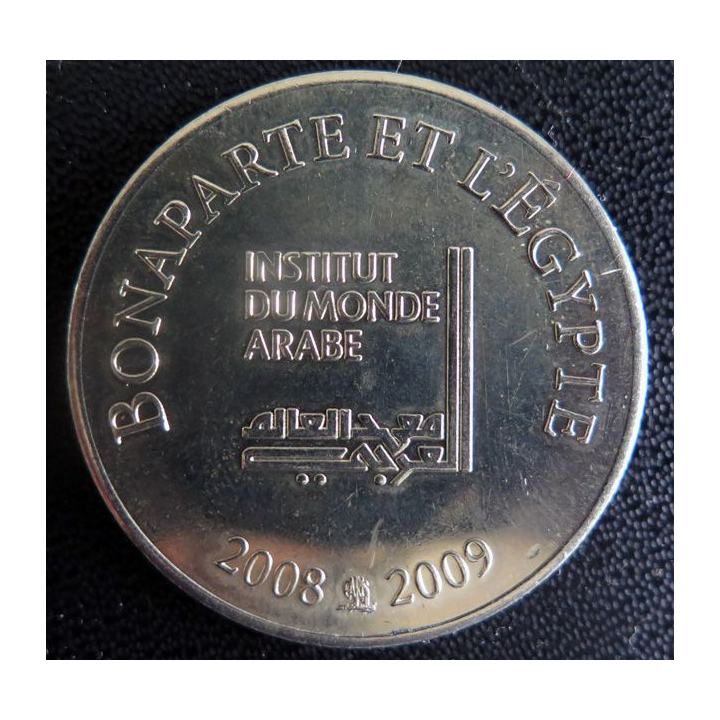 BONAPARTE ET L'ÉGYPTE
INSTITUT
DU MONDE
ARABE
معهد العالم
العربي
2008 2009